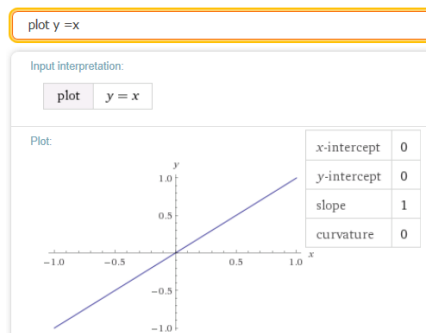 plot y =x
Input interpretation:
plot y = x
Plot:
x-intercept 0
y-intercept 0
slope 1
curvature 0
y
1.0
0.5
-1.0 -0.5 0.5 1.0 x
-0.5
-1.0